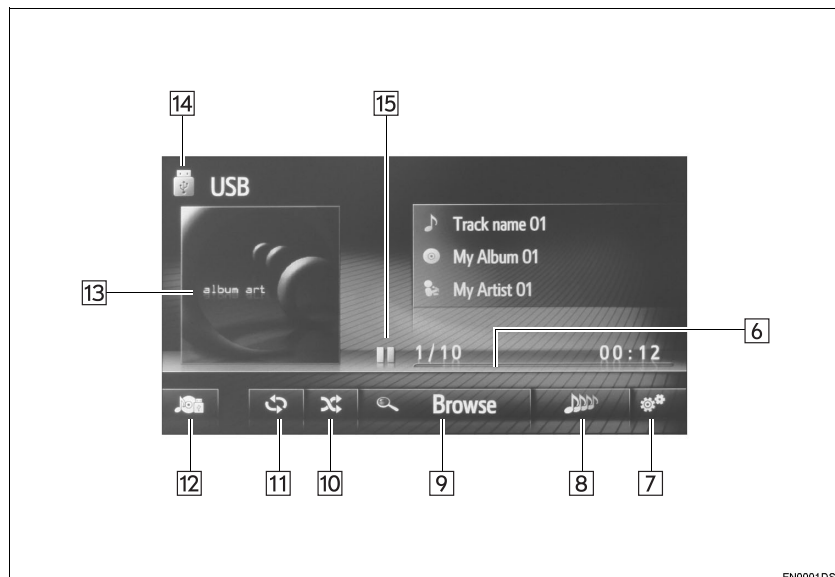 14
15
USB
Track name 01
My Album 01
album art
13
My Artist 01
6
1/10
00:12
Browse
12
11
10
9
8
7
EN0001DS